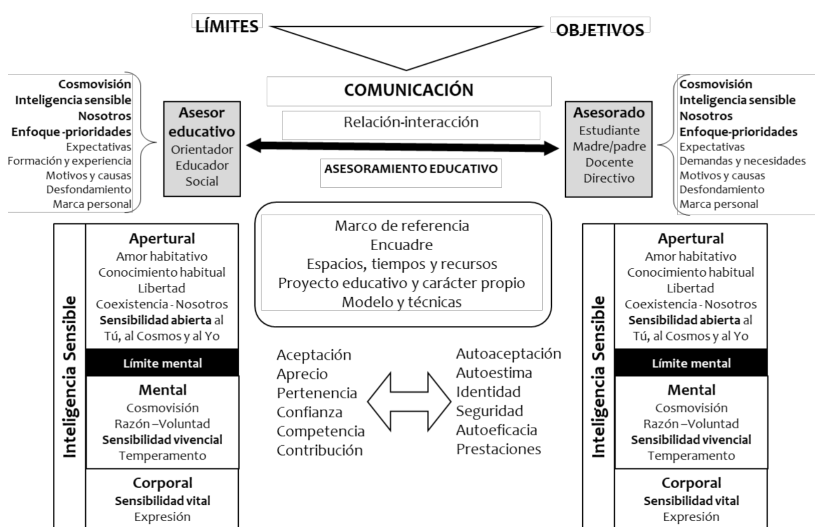 LÍMITES
OBJETIVOS
COMUNICACIÓN
Relación-interacción
ASESORAMIENTO EDUCATIVO
Cosmovisión
Inteligencia sensible
Nosotros
Enfoque -prioridades
Expectativas
Formación y experiencia
Motivos y causas
Desfondamiento
Marca personal
Asesor
educativo
Orientador
Educador
Social
Asesorado
Estudiante
Madre/padre
Docente
Directivo
Cosmovisión
Inteligencia sensible
Nosotros
Enfoque-prioridades
Expectativas
Demandas y necesidades
Motivos y causas
Desfondamiento
Marca personal
Marco de referencia
Encuadre
Espacios, tiempos y recursos
Proyecto educativo y carácter propio
Modelo y técnicas
Inteligencia Sensible
Apertural
Amor habitativo
Conocimiento habitual
Libertad
Coexistencia - Nosotros
Sensibilidad abierta al
Tú, al Cosmos y al Yo
Límite mental
Mental
Cosmovisión
Razón –Voluntad
Sensibilidad vivencial
Temperamento
Corporal
Sensibilidad vital
Expresión
Aceptación
Aprecio
Pertenencia
Confianza
Competencia
Contribución
Autoaceptación
Autoestima
Identidad
Seguridad
Autoeficacia
Prestaciones
Inteligencia Sensible
Apertural
Amor habitativo
Conocimiento habitual
Libertad
Coexistencia - Nosotros
Sensibilidad abierta al
Tú, al Cosmos y al Yo
Límite mental
Mental
Cosmovisión
Razón –Voluntad
Sensibilidad vivencial
Temperamento
Corporal
Sensibilidad vital
Expresión